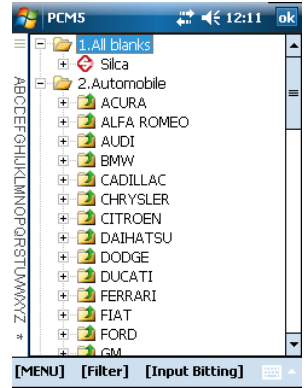 PCM5 12:11 ok
1.All blanks
Silca
2.Automobile
ACURA
ALFA ROMEO
AUDI
BMW
CADILLAC
CHRYSLER
CITROEN
DAIHATSU
DODGE
DUCATI
FERRARI
FIAT
FORD
GM
ABCDEFGHIJKLMNOPQRSTUVWXYZ *
[MENU] [Filter] [Input Bitting]